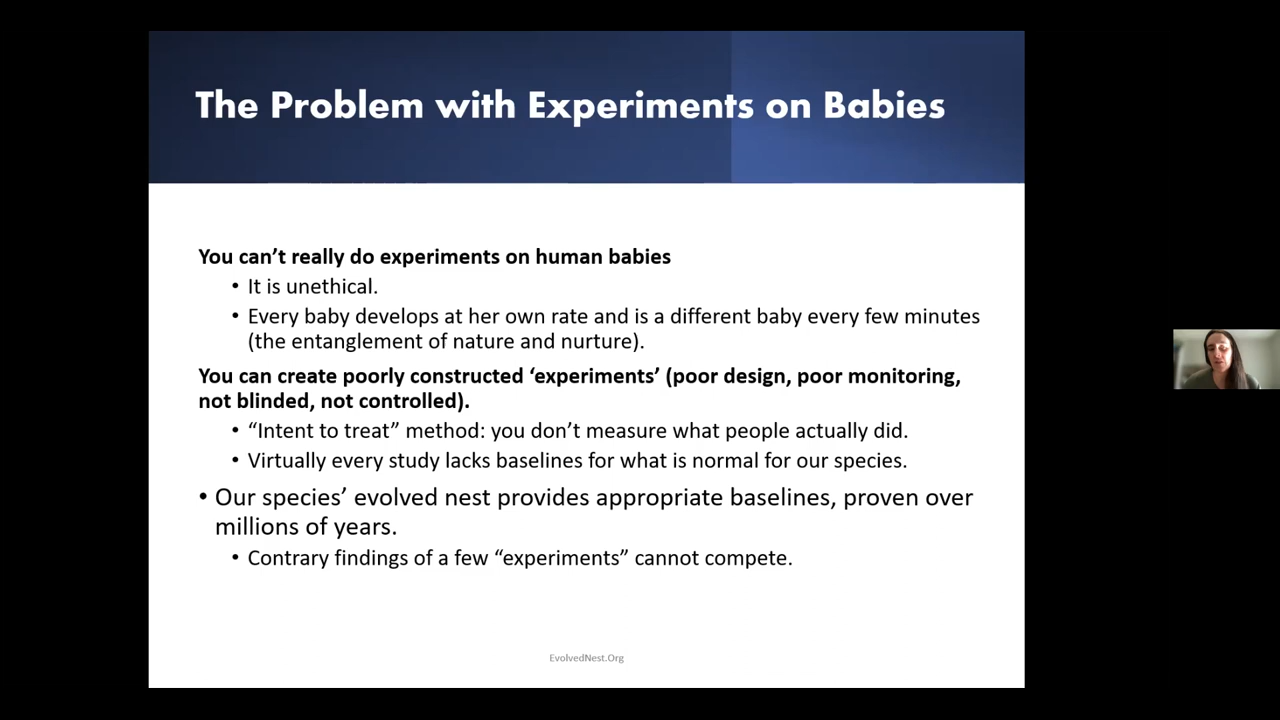 The Problem with Experiments on Babies
You can’t really do experiments on human babies
• It is unethical.
• Every baby develops at her own rate and is a different baby every few minutes
(the entanglement of nature and nurture).
You can create poorly constructed ‘experiments’ (poor design, poor monitoring,
not blinded, not controlled).
• “Intent to treat” method: you don’t measure what people actually did.
• Virtually every study lacks baselines for what is normal for our species.
• Our species’ evolved nest provides appropriate baselines, proven over
millions of years.
• Contrary findings of a few “experiments” cannot compete.
EvolvedNest.Org